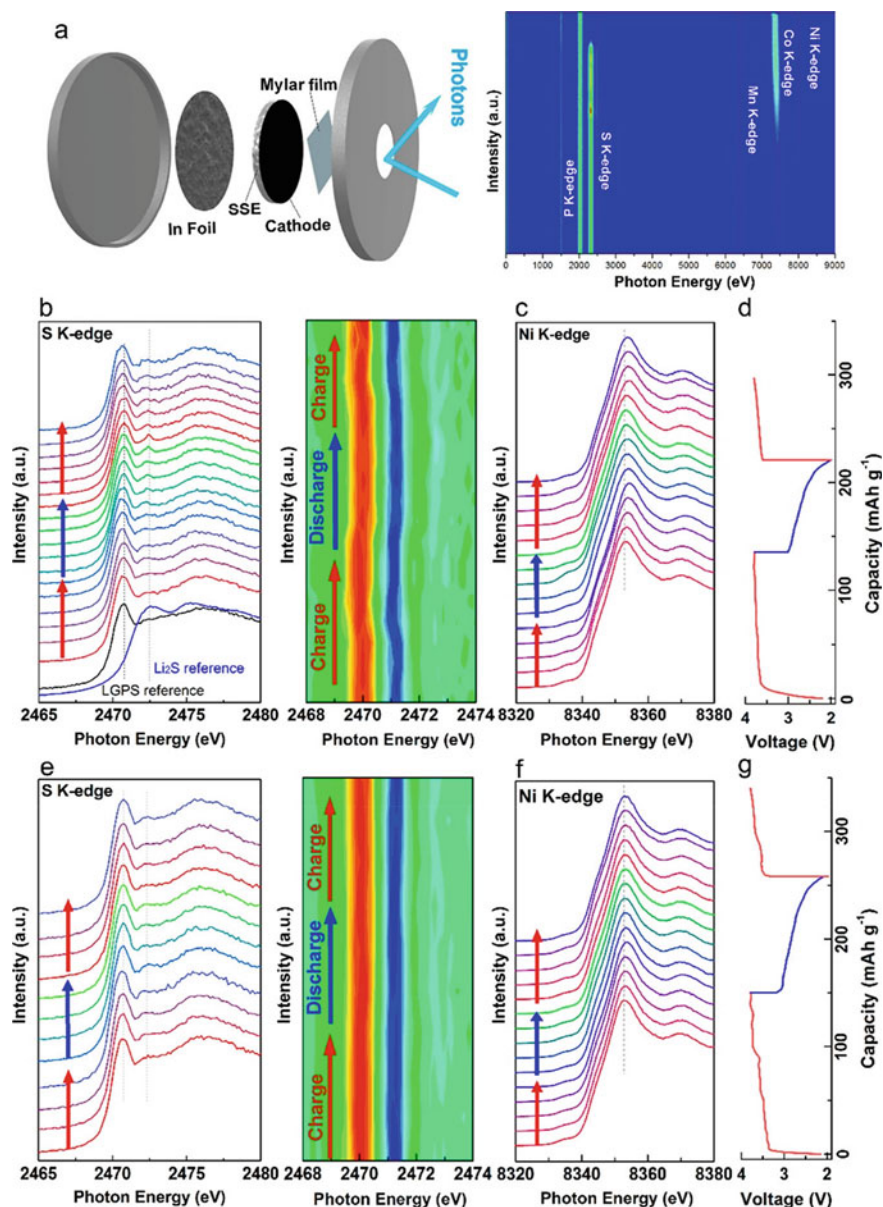 a
Mylar film
Photons
In Foil
SSE
Cathode
Intensity (a.u.)
P K-edge
S K-edge
Mn K-edge
Co K-edge
Ni K-edge
0 1000 2000 3000 4000 5000 6000 7000 8000 9000
Photon Energy (eV)
b
S K-edge
Intensity (a.u.)
Li₂S reference
LGPS reference
2465 2470 2475 2480
Photon Energy (eV)
Intensity (a.u.)
Charge
Discharge
Charge
2468 2470 2472 2474
Photon Energy (eV)
c
Ni K-edge
Intensity (a.u.)
8320 8340 8360 8380
Photon Energy (eV)
d
300
200
100
0
Capacity (mAh g⁻¹)
4 3 2
Voltage (V)
e
S K-edge
Intensity (a.u.)
2465 2470 2475 2480
Photon Energy (eV)
Intensity (a.u.)
Charge
Discharge
Charge
2468 2470 2472 2474
Photon Energy (eV)
f
Ni K-edge
Intensity (a.u.)
8320 8340 8360 8380
Photon Energy (eV)
g
300
200
100
0
Capacity (mAh g⁻¹)
4 3 2
Voltage (V)